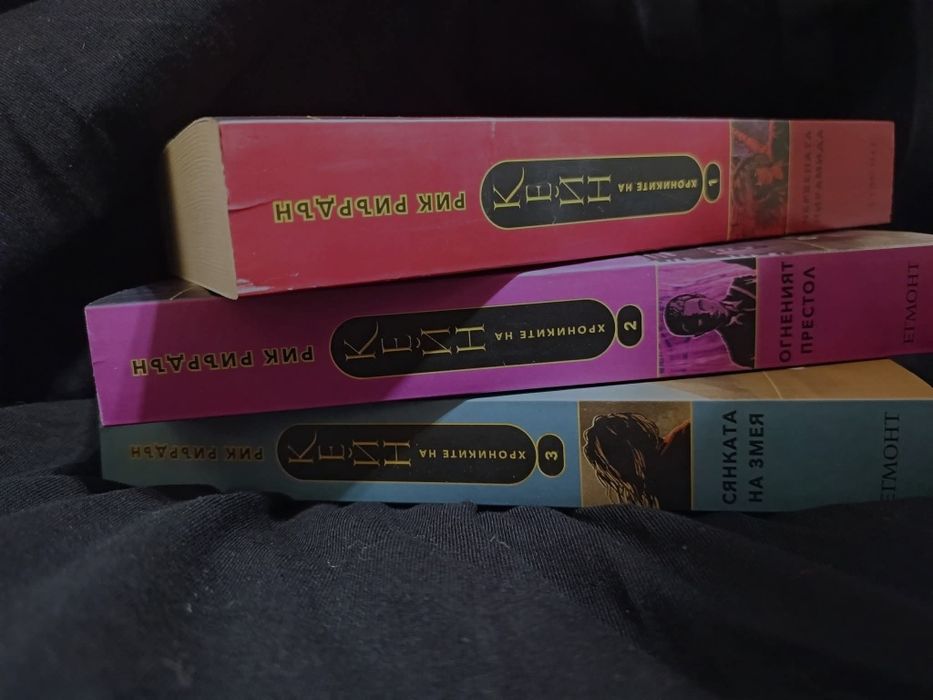 РИК РИЪРДЪН
ХРОНИКИТЕ НА
КЕЙН
1
ЧЕРВЕНАТА
ПИРАМИДА
ЕГМОНТ
РИК РИЪРДЪН
ХРОНИКИТЕ НА
КЕЙН
2
ОГНЕНИЯТ
ПРЕСТОЛ
ЕГМОНТ
РИК РИЪРДЪН
ХРОНИКИТЕ НА
КЕЙН
3
СЯНКАТА
НА ЗМЕЯ
ЕГМОНТ